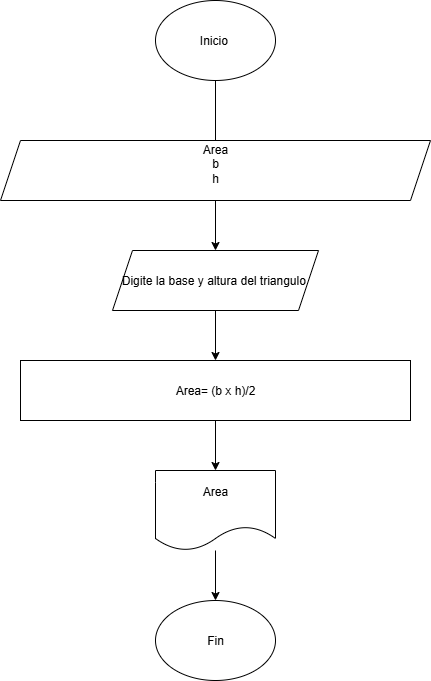 Inicio
Area
b
h
Digite la base y altura del triangulo
Area= (b x h)/2
Area
Fin